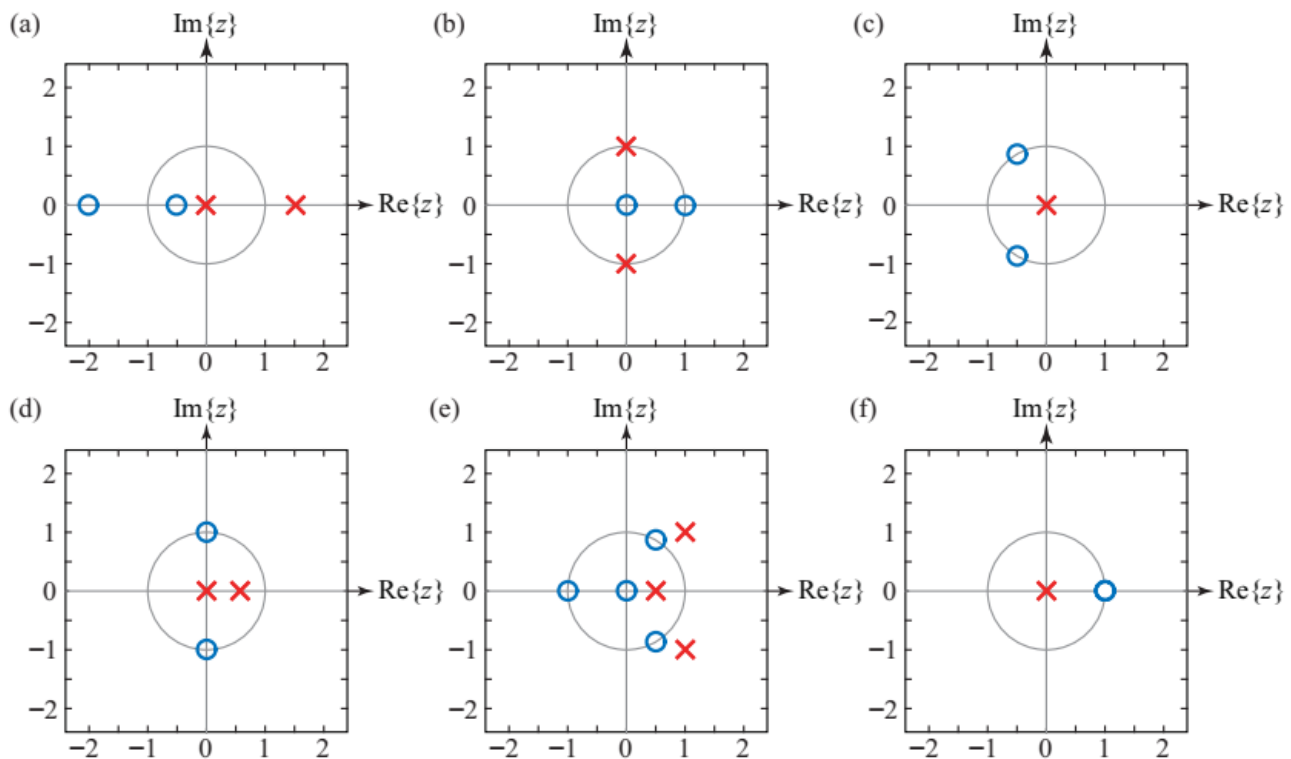 (a) Im{z} (b) Im{z} (c) Im{z}
2 2 2
1 1 1
0 Re{z} 0 Re{z} 0 Re{z}
−1 −1 −1
−2 −2 −2
−2 −1 0 1 2 −2 −1 0 1 2 −2 −1 0 1 2
(d) Im{z} (e) Im{z} (f) Im{z}
2 2 2
1 1 1
0 Re{z} 0 Re{z} 0 Re{z}
−1 −1 −1
−2 −2 −2
−2 −1 0 1 2 −2 −1 0 1 2 −2 −1 0 1 2